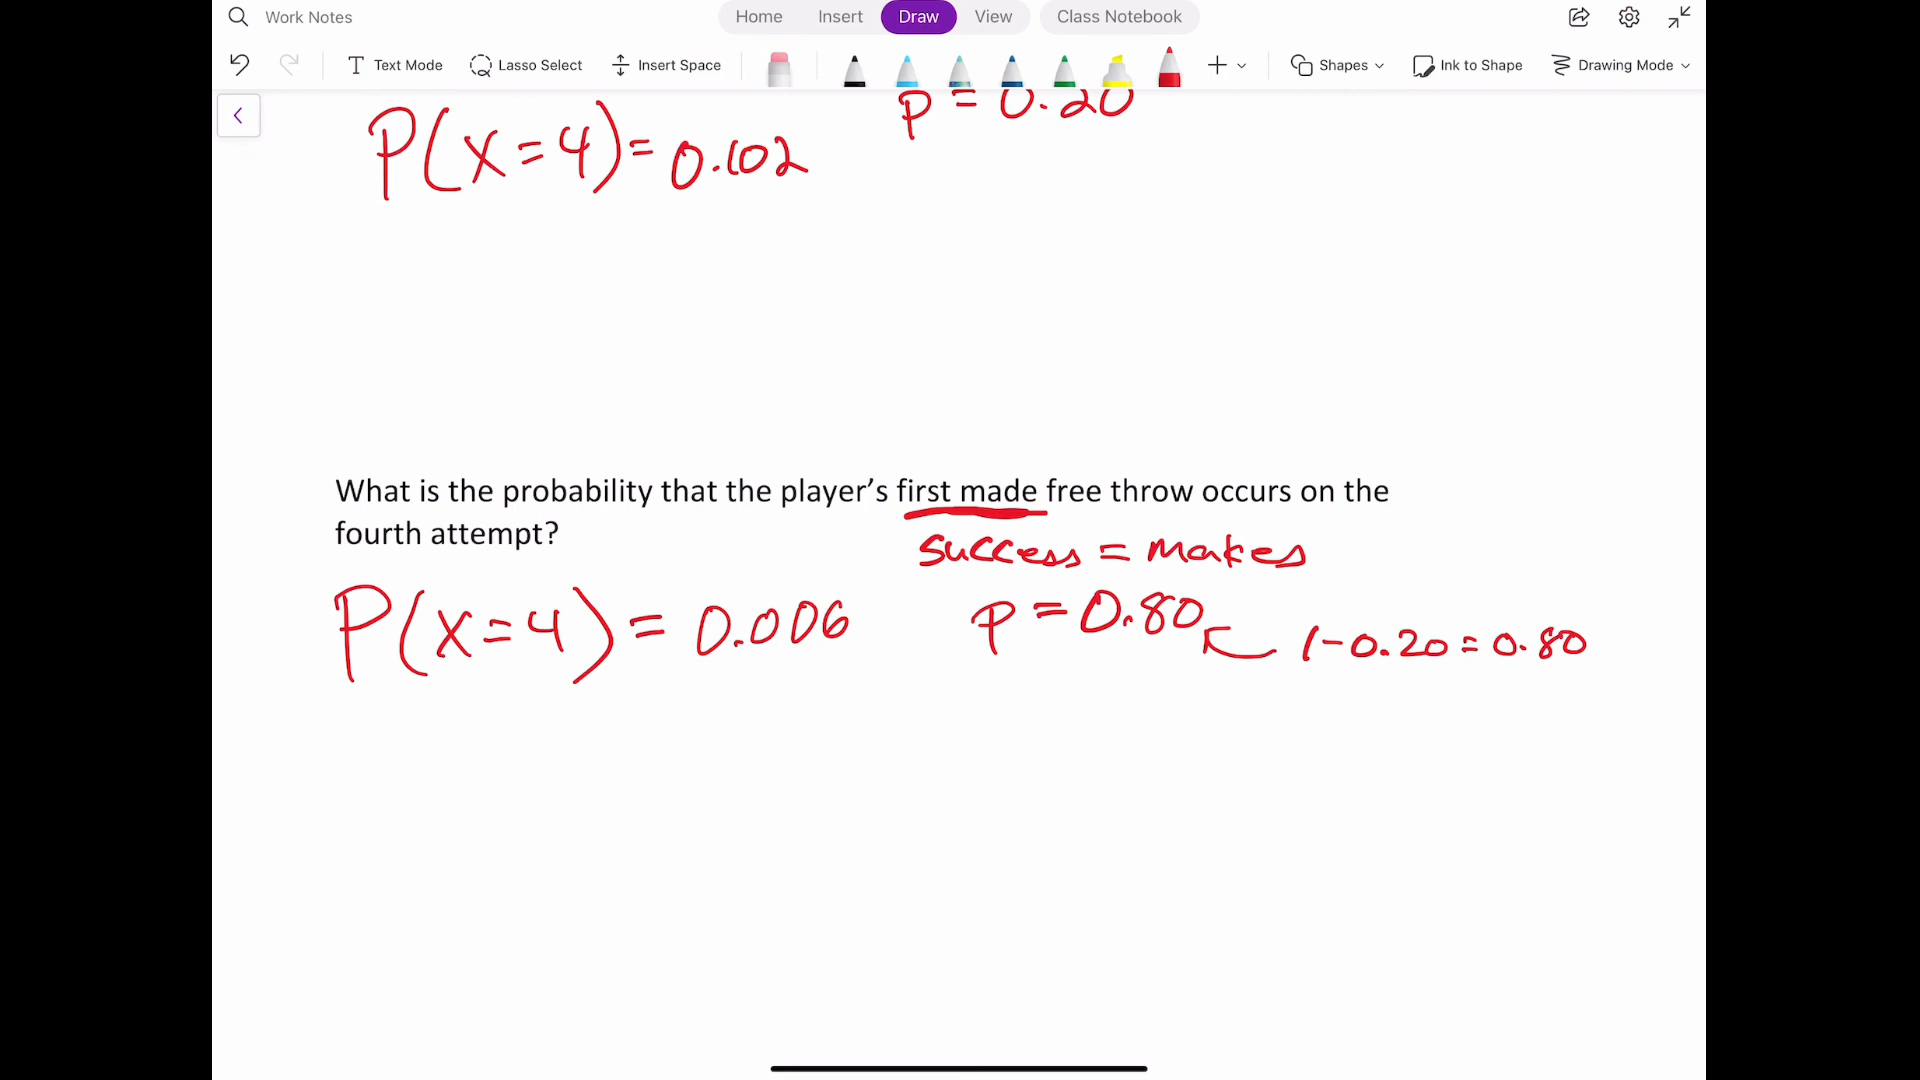 Work Notes
Home Insert Draw View Class Notebook
Text Mode Lasso Select Insert Space Shapes Ink to Shape Drawing Mode
p = 0.20
P(x=4)= 0.102
What is the probability that the player’s first made free throw occurs on the
fourth attempt?
success = makes
P(x=4) = 0.006 p = 0.80 1-0.20 = 0.80